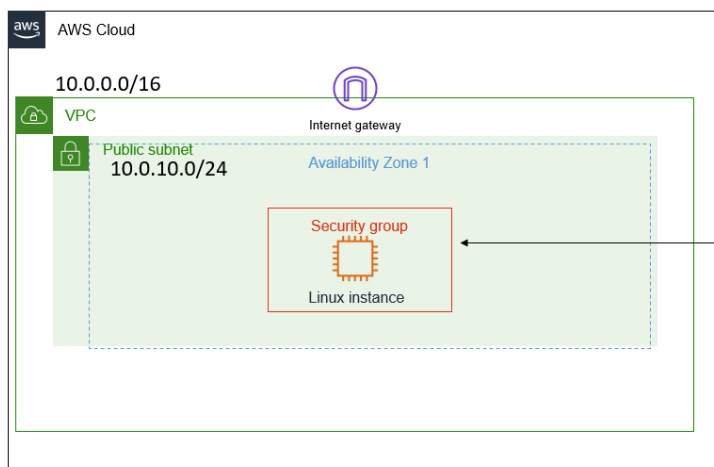 aws
AWS Cloud
10.0.0.0/16
VPC
Internet gateway
Public subnet
10.0.10.0/24
Availability Zone 1
Security group
Linux instance